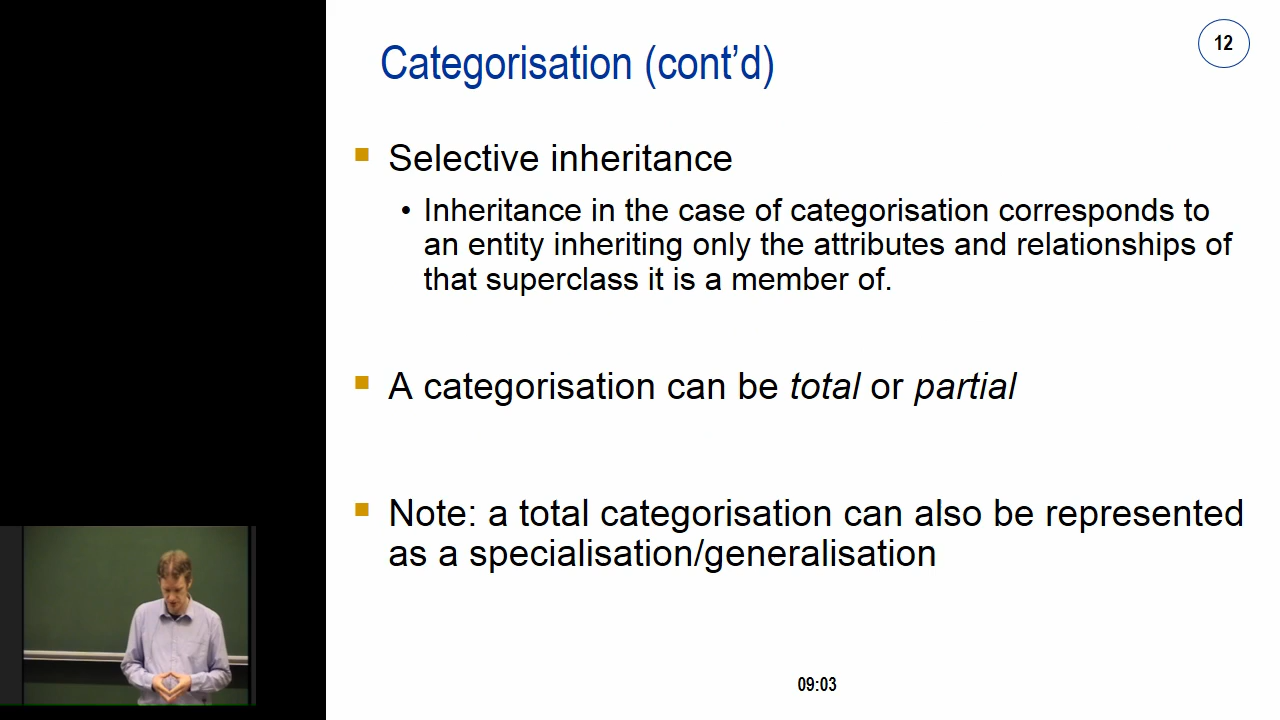 12
Categorisation (cont’d)
Selective inheritance
• Inheritance in the case of categorisation corresponds to
an entity inheriting only the attributes and relationships of
that superclass it is a member of.
A categorisation can be total or partial
Note: a total categorisation can also be represented
as a specialisation/generalisation
09:03